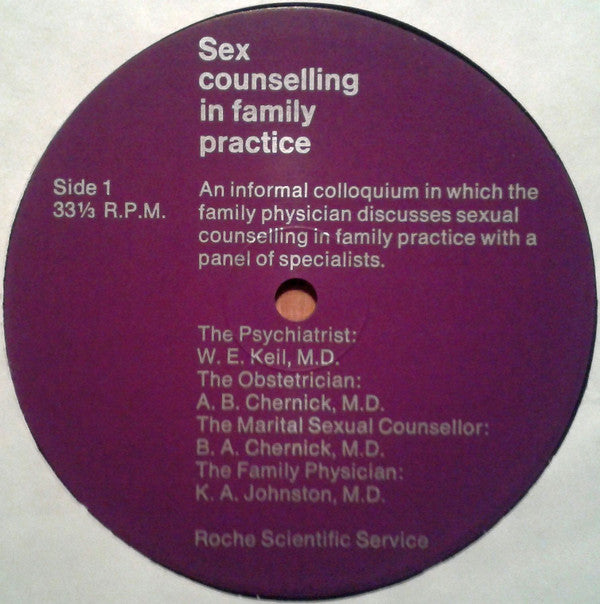 Sex
counselling
in family
practice
Side 1
33⅓ R.P.M.
An informal colloquium in which the
family physician discusses sexual
counselling in family practice with a
panel of specialists.
The Psychiatrist:
W. E. Keil, M.D.
The Obstetrician:
A. B. Chernick, M.D.
The Marital Sexual Counsellor:
B. A. Chernick, M.D.
The Family Physician:
K. A. Johnston, M.D.
Roche Scientific Service